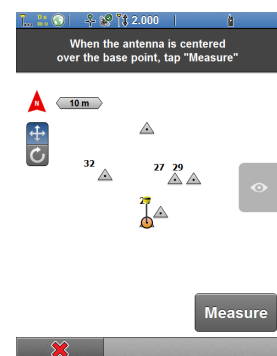 2.000
When the antenna is centered
over the base point, tap "Measure"
N
10 m
32
27 29
Measure